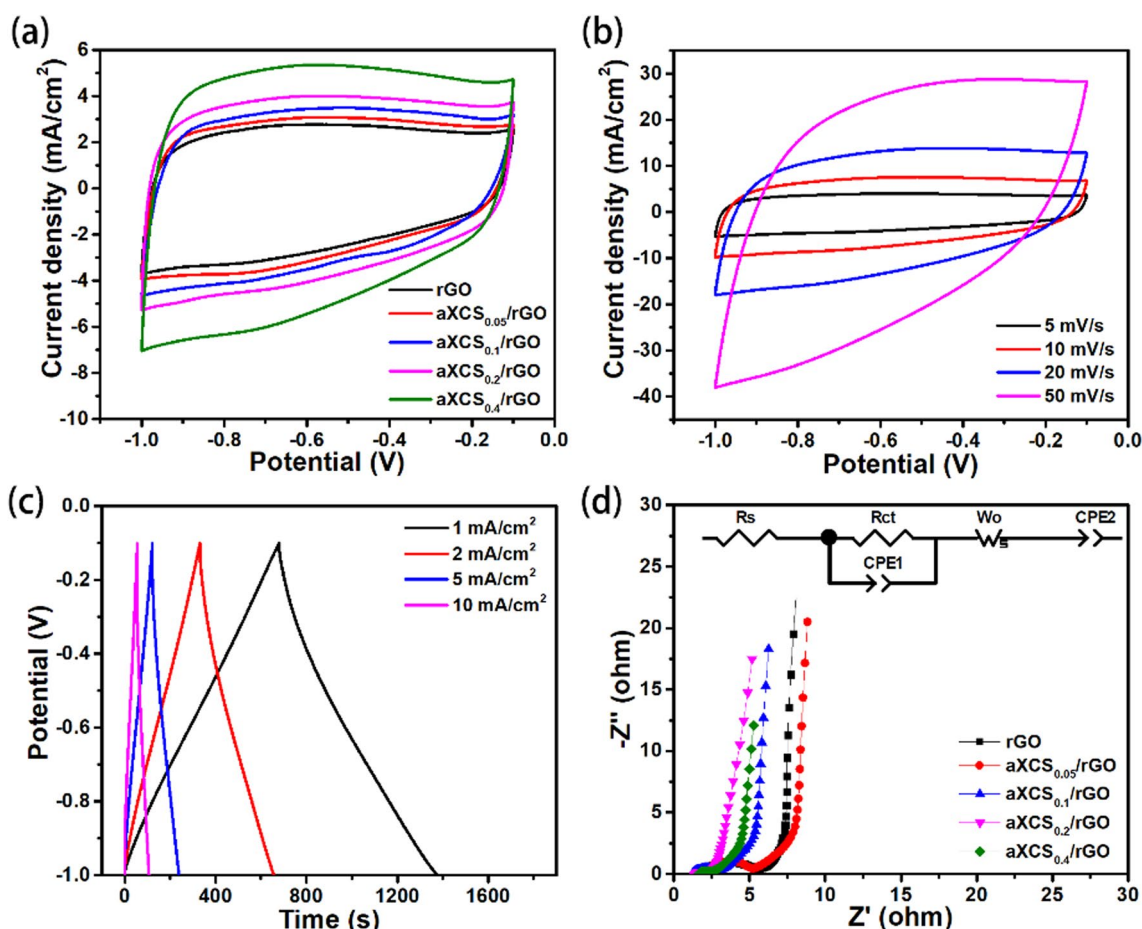 (a)
Current density (mA/cm²)
6
4
2
0
-2
-4
-6
-8
-10
-1.0 -0.8 -0.6 -0.4 -0.2 0.0
Potential (V)
rGO
aXCS₀.₀₅/rGO
aXCS₀.₁/rGO
aXCS₀.₂/rGO
aXCS₀.₄/rGO
(b)
Current density (mA/cm²)
30
20
10
0
-10
-20
-30
-40
-1.0 -0.8 -0.6 -0.4 -0.2 0.0
Potential (V)
5 mV/s
10 mV/s
20 mV/s
50 mV/s
(c)
Potential (V)
0.0
-0.2
-0.4
-0.6
-0.8
-1.0
0 400 800 1200 1600
Time (s)
1 mA/cm²
2 mA/cm²
5 mA/cm²
10 mA/cm²
(d)
-Z'' (ohm)
30
25
20
15
10
5
0
0 5 10 15 20 25 30
Z' (ohm)
Rs Rct Wo CPE2
CPE1
s
rGO
aXCS₀.₀₅/rGO
aXCS₀.₁/rGO
aXCS₀.₂/rGO
aXCS₀.₄/rGO